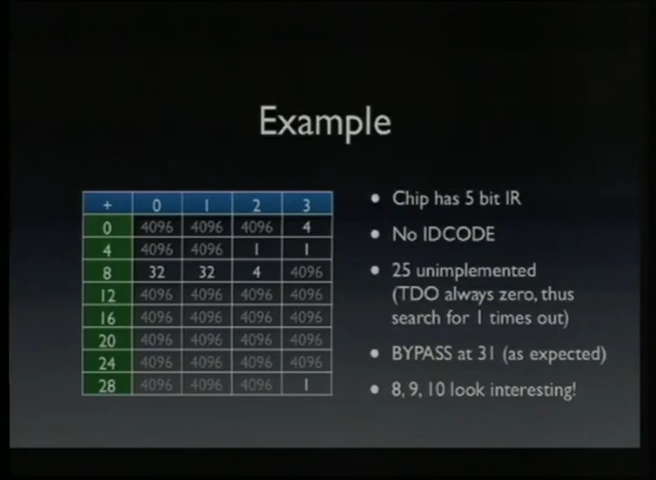 Example
+ 0 1 2 3
0 4096 4096 4096 4
4 4096 4096 1 1
8 32 32 4 4096
12 4096 4096 4096 4096
16 4096 4096 4096 4096
20 4096 4096 4096 4096
24 4096 4096 4096 4096
28 4096 4096 4096 1
• Chip has 5 bit IR
• No IDCODE
• 25 unimplemented
(TDO always zero, thus
search for 1 times out)
• BYPASS at 31 (as expected)
• 8, 9, 10 look interesting!